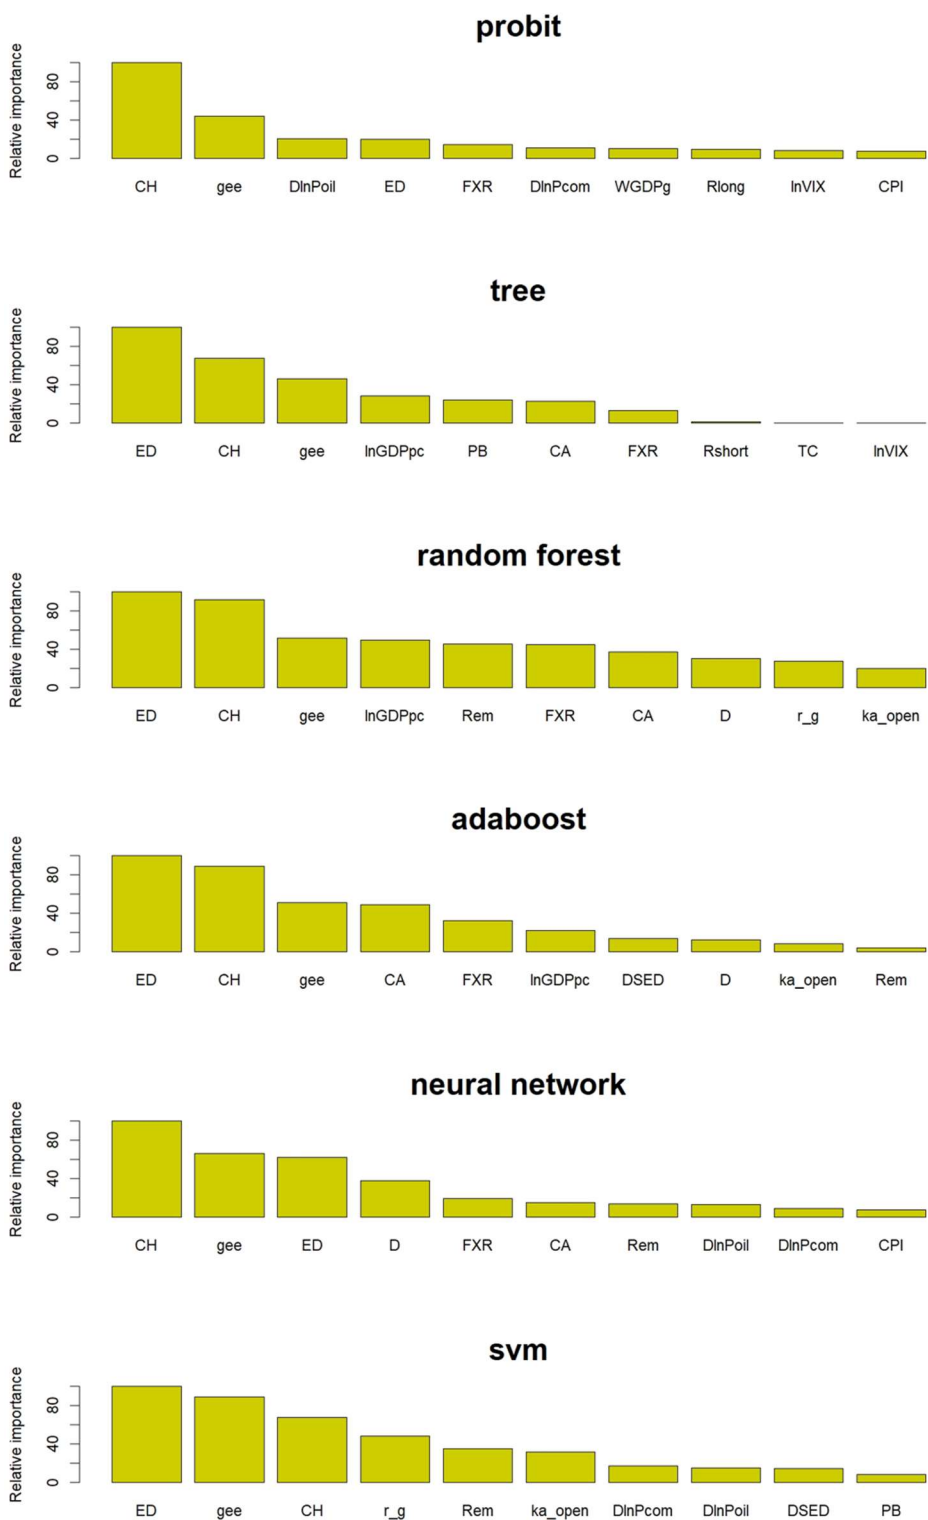 probit
Relative importance
80
40
0
CH gee DlnPoil ED FXR DlnPcom WGDPg Rlong lnVIX CPI
tree
Relative importance
80
40
0
ED CH gee lnGDPpc PB CA FXR Rshort TC lnVIX
random forest
Relative importance
80
40
0
ED CH gee lnGDPpc Rem FXR CA D r_g ka_open
adaboost
Relative importance
80
40
0
ED CH gee CA FXR lnGDPpc DSED D ka_open Rem
neural network
Relative importance
80
40
0
CH gee ED D FXR CA Rem DlnPoil DlnPcom CPI
svm
Relative importance
80
40
0
ED gee CH r_g Rem ka_open DlnPcom DlnPoil DSED PB